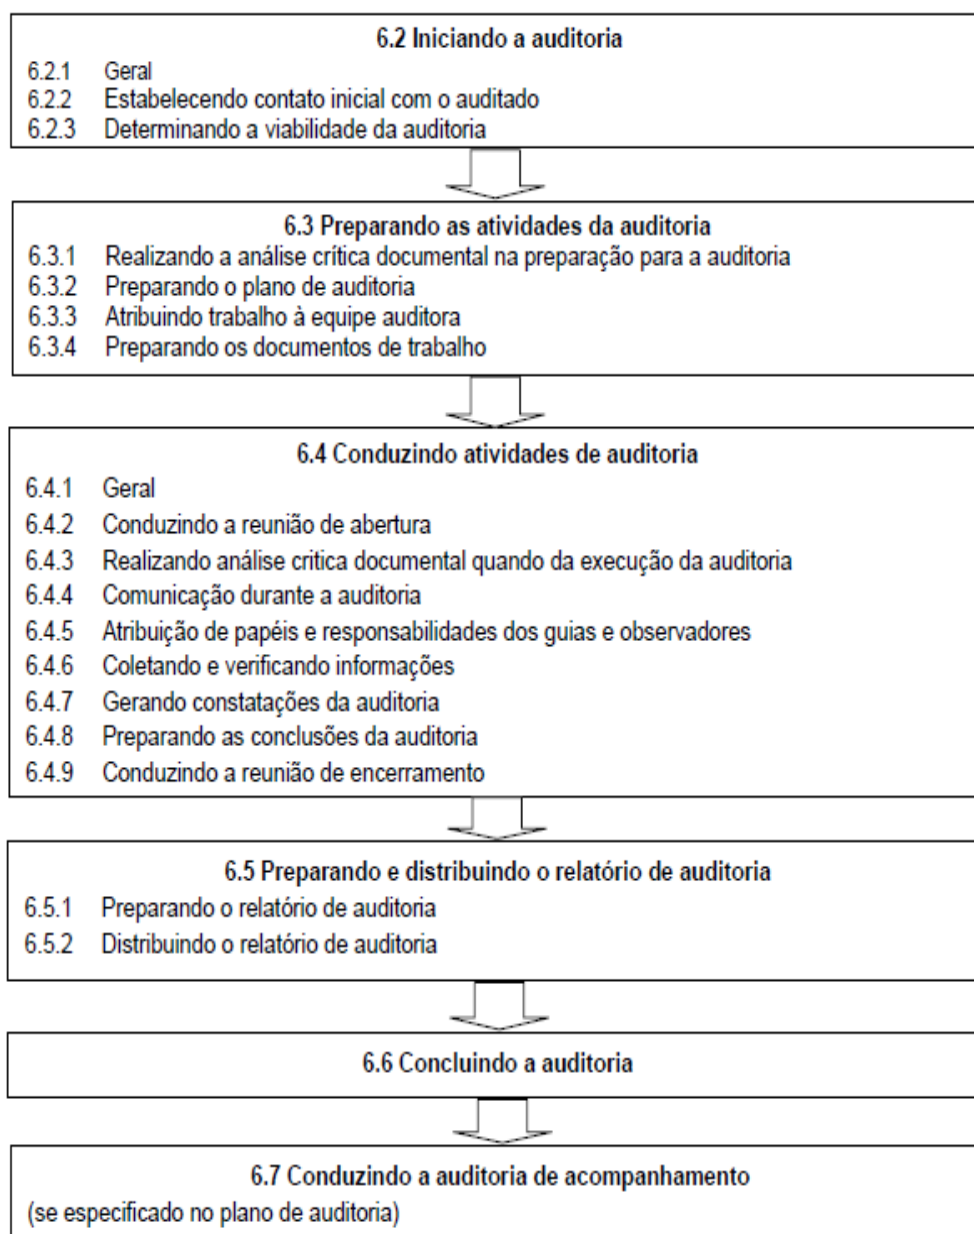 6.2 Iniciando a auditoria
6.2.1 Geral
6.2.2 Estabelecendo contato inicial com o auditado
6.2.3 Determinando a viabilidade da auditoria
6.3 Preparando as atividades da auditoria
6.3.1 Realizando a análise crítica documental na preparação para a auditoria
6.3.2 Preparando o plano de auditoria
6.3.3 Atribuindo trabalho à equipe auditora
6.3.4 Preparando os documentos de trabalho
6.4 Conduzindo atividades de auditoria
6.4.1 Geral
6.4.2 Conduzindo a reunião de abertura
6.4.3 Realizando análise critica documental quando da execução da auditoria
6.4.4 Comunicação durante a auditoria
6.4.5 Atribuição de papéis e responsabilidades dos guias e observadores
6.4.6 Coletando e verificando informações
6.4.7 Gerando constatações da auditoria
6.4.8 Preparando as conclusões da auditoria
6.4.9 Conduzindo a reunião de encerramento
6.5 Preparando e distribuindo o relatório de auditoria
6.5.1 Preparando o relatório de auditoria
6.5.2 Distribuindo o relatório de auditoria
6.6 Concluindo a auditoria
6.7 Conduzindo a auditoria de acompanhamento
(se especificado no plano de auditoria)